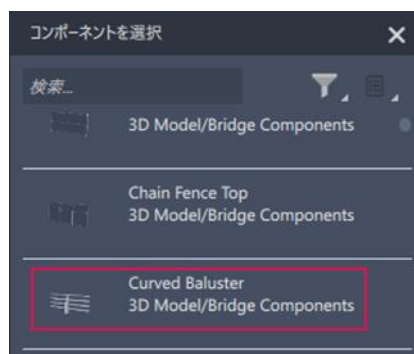 コンポーネントを選択
検索...
3D Model/Bridge Components
Chain Fence Top
3D Model/Bridge Components
Curved Baluster
3D Model/Bridge Components